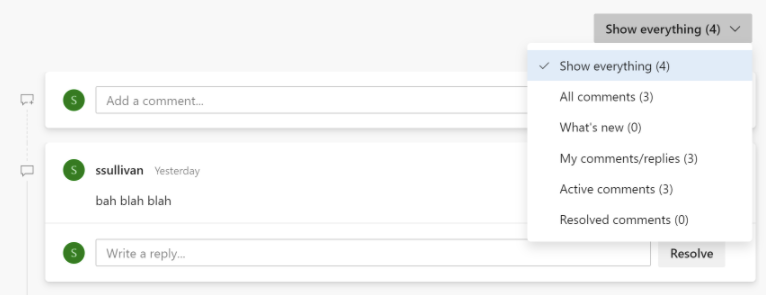 Show everything (4)
Show everything (4)
All comments (3)
What's new (0)
My comments/replies (3)
Active comments (3)
Resolved comments (0)
S
Add a comment...
S
ssullivan Yesterday
bah blah blah
S
Write a reply...
Resolve